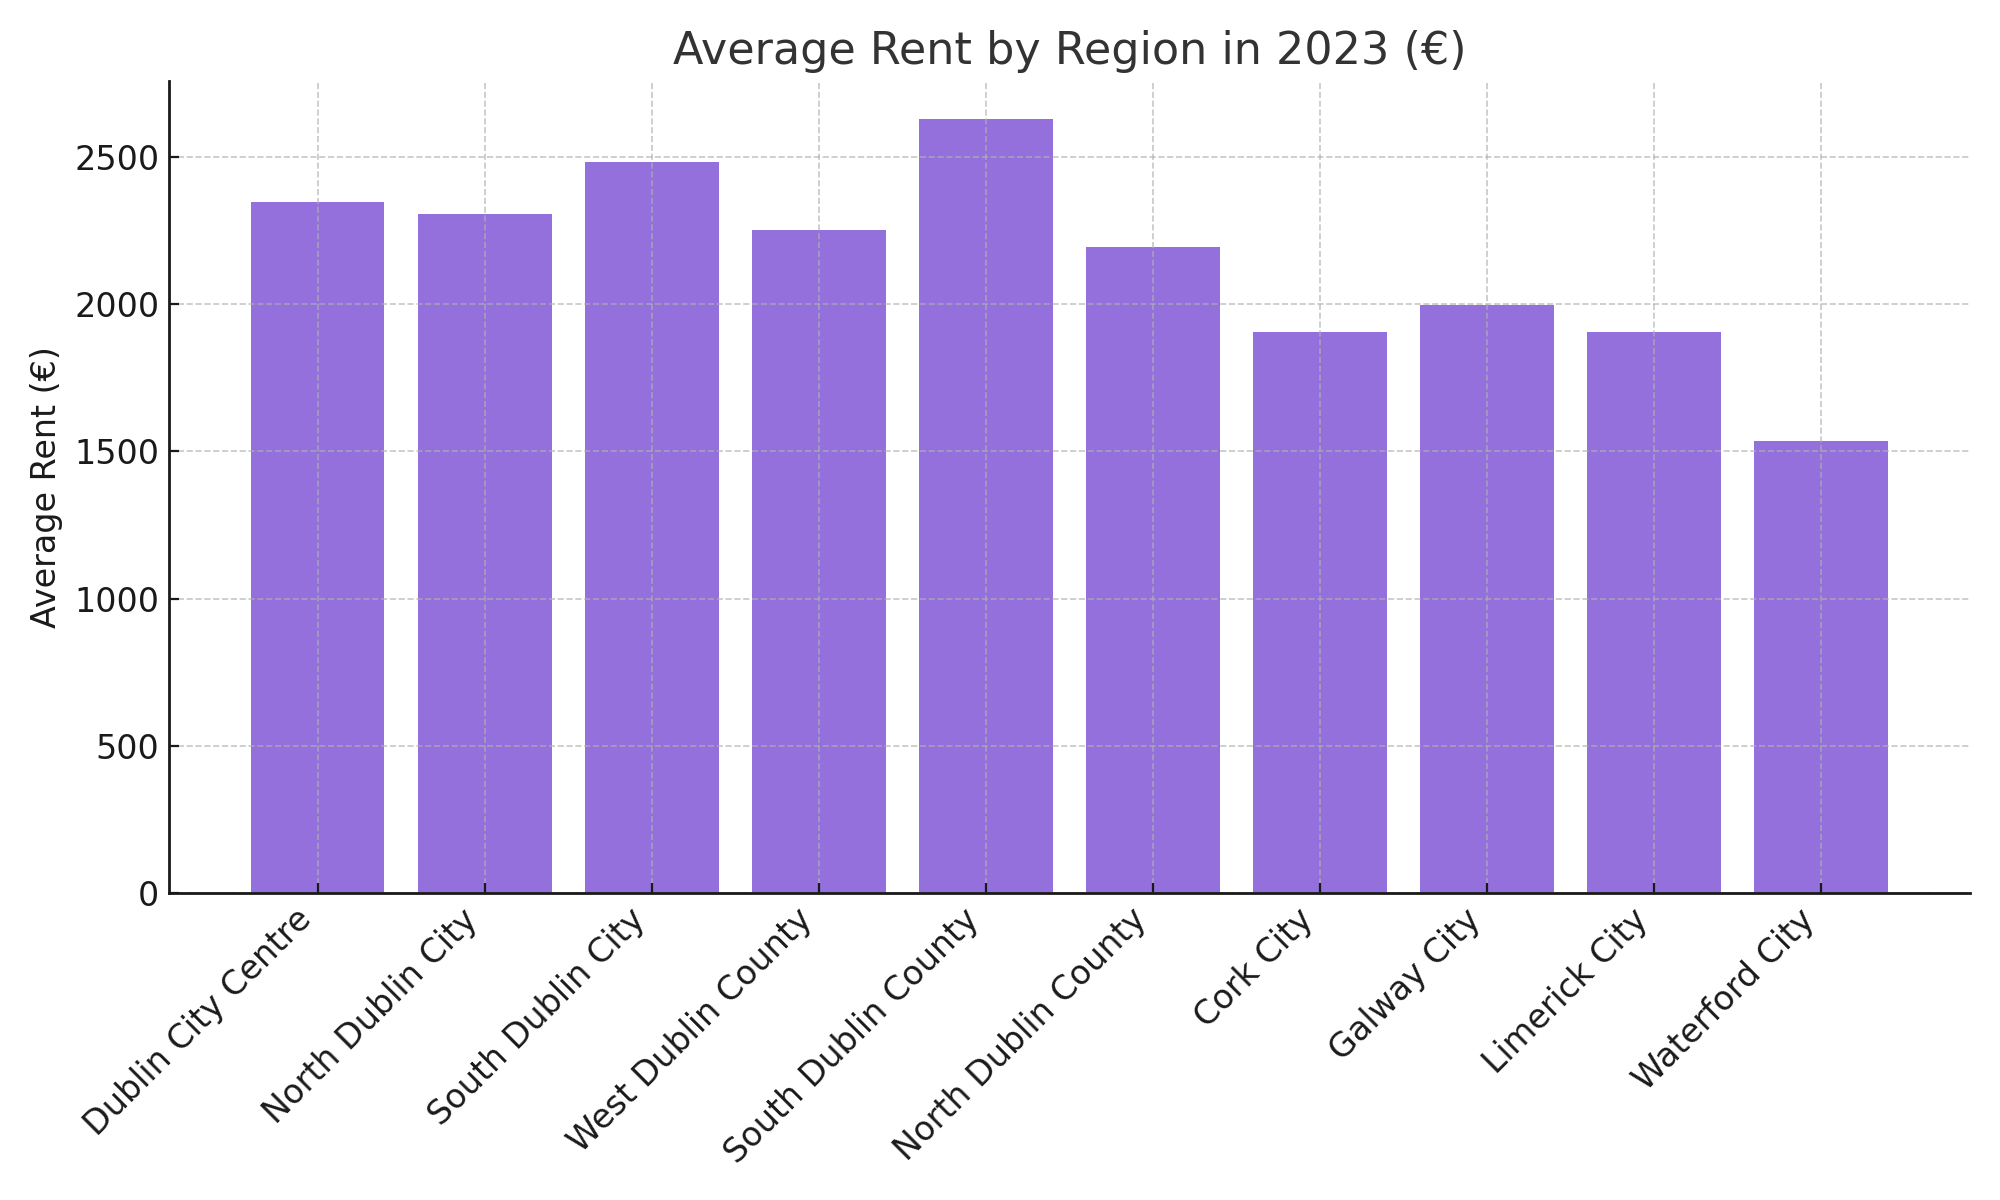 Average Rent by Region in 2023 (€)
Average Rent (€)
2500
2000
1500
1000
500
0
Dublin City Centre
North Dublin City
South Dublin City
West Dublin County
South Dublin County
North Dublin County
Cork City
Galway City
Limerick City
Waterford City